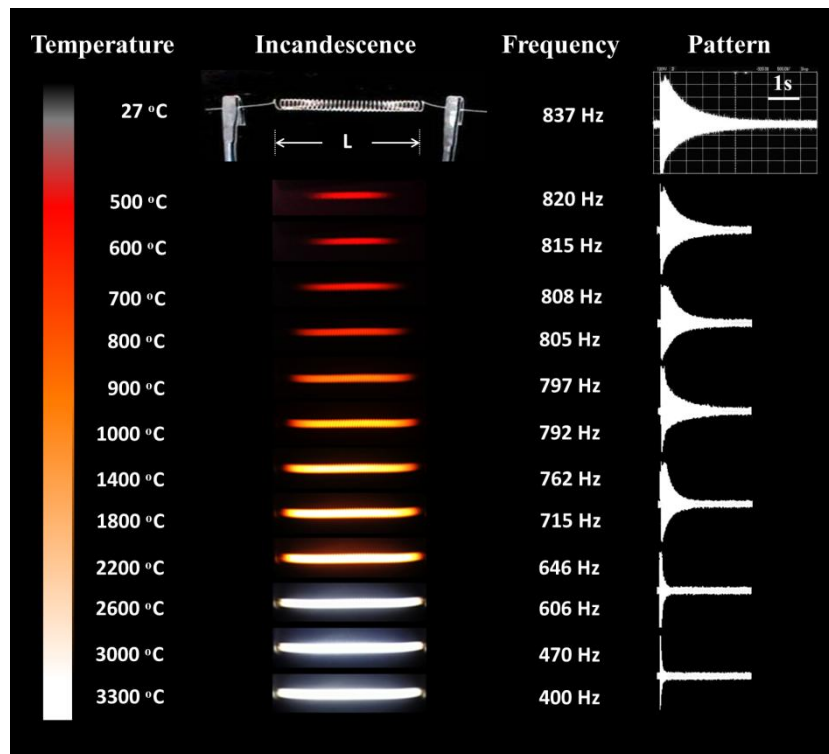 Temperature Incandescence Frequency Pattern
27 °C L 837 Hz 1s
500 °C 820 Hz
600 °C 815 Hz
700 °C 808 Hz
800 °C 805 Hz
900 °C 797 Hz
1000 °C 792 Hz
1400 °C 762 Hz
1800 °C 715 Hz
2200 °C 646 Hz
2600 °C 606 Hz
3000 °C 470 Hz
3300 °C 400 Hz